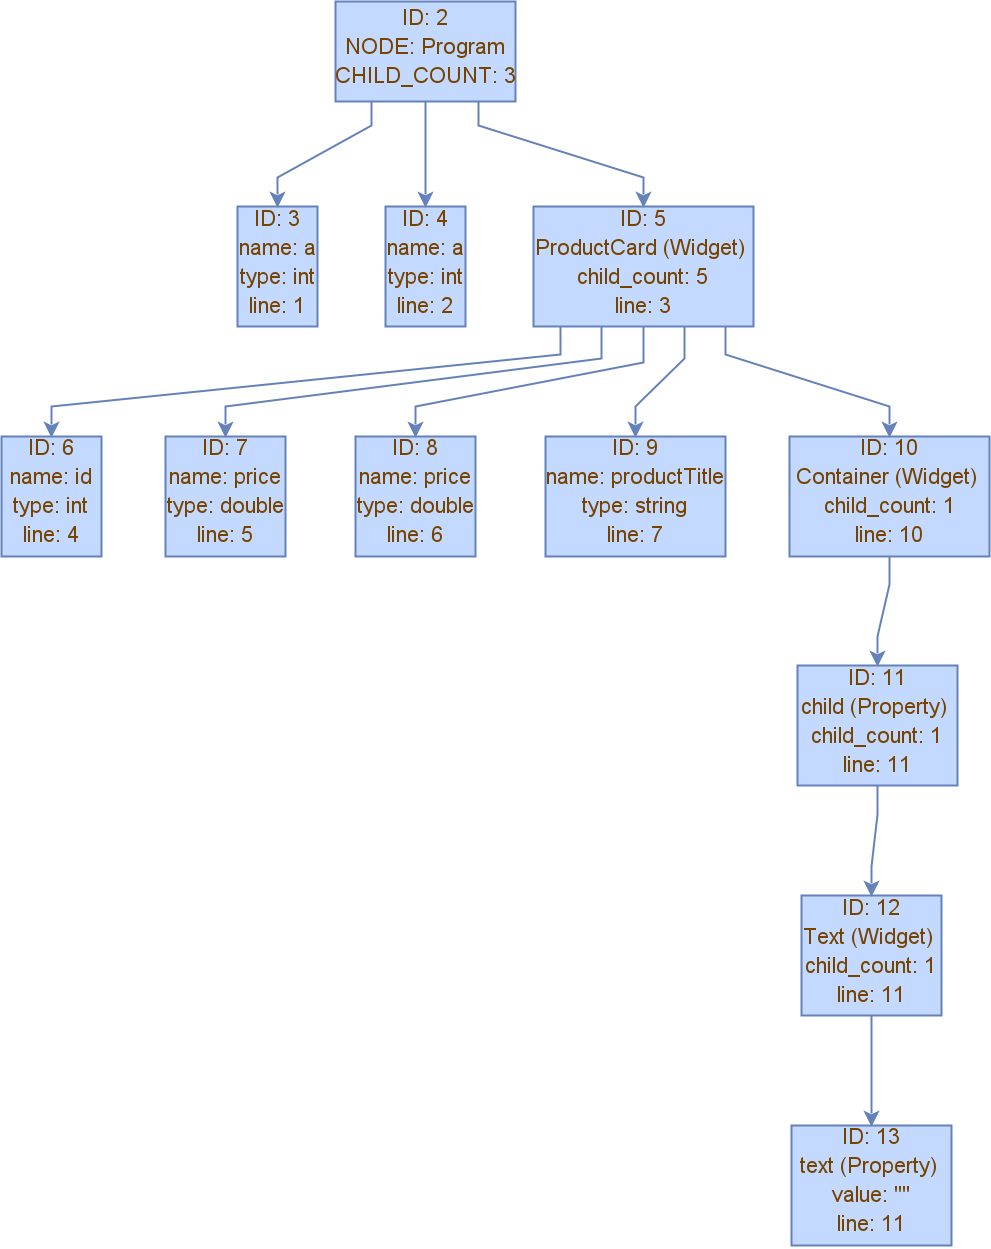 ID: 2
NODE: Program
CHILD_COUNT: 3
ID: 3
name: a
type: int
line: 1
ID: 4
name: a
type: int
line: 2
ID: 5
ProductCard (Widget)
child_count: 5
line: 3
ID: 6
name: id
type: int
line: 4
ID: 7
name: price
type: double
line: 5
ID: 8
name: price
type: double
line: 6
ID: 9
name: productTitle
type: string
line: 7
ID: 10
Container (Widget)
child_count: 1
line: 10
ID: 11
child (Property)
child_count: 1
line: 11
ID: 12
Text (Widget)
child_count: 1
line: 11
ID: 13
text (Property)
value: ""
line: 11